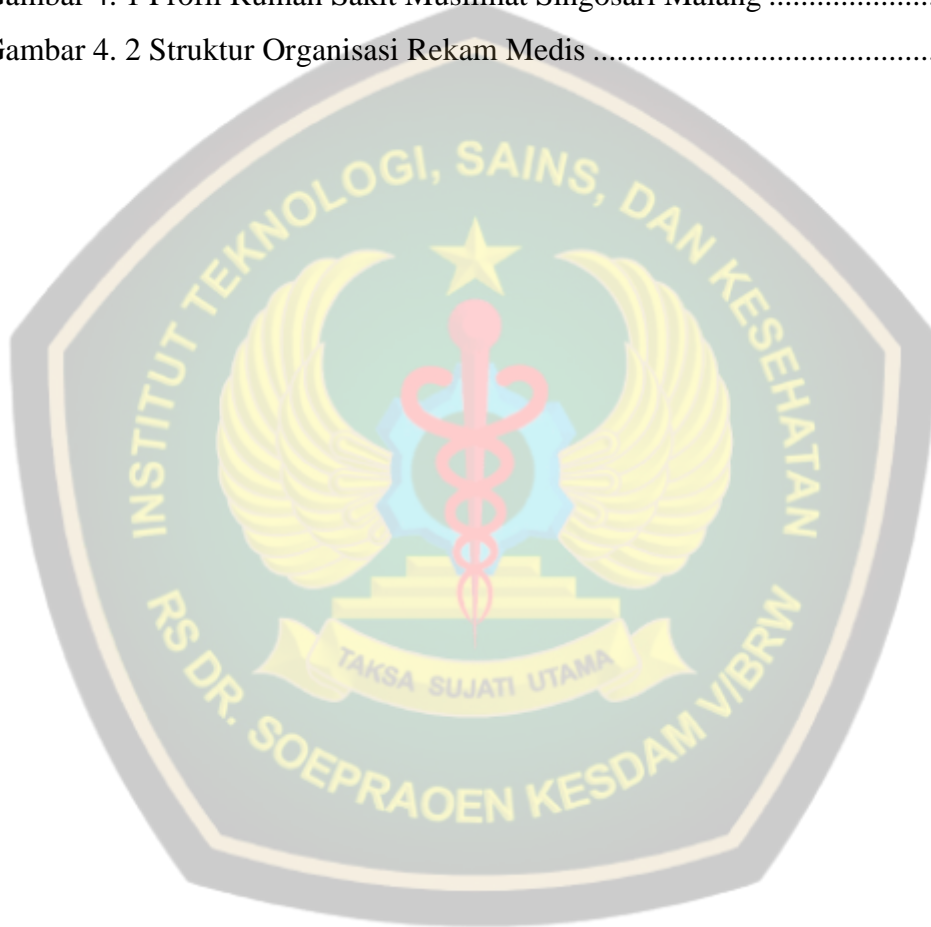 Gambar 4. 1 Profil Rumah Sakit Muslimat Singosari Malang ......................
Gambar 4. 2 Struktur Organisasi Rekam Medis ...........................................
INSTITUT TEKNOLOGI, SAINS, DAN KESEHATAN
TAKSA SUJATI UTAMA
RS DR. SOEPRAOEN KESDAM V/BRW